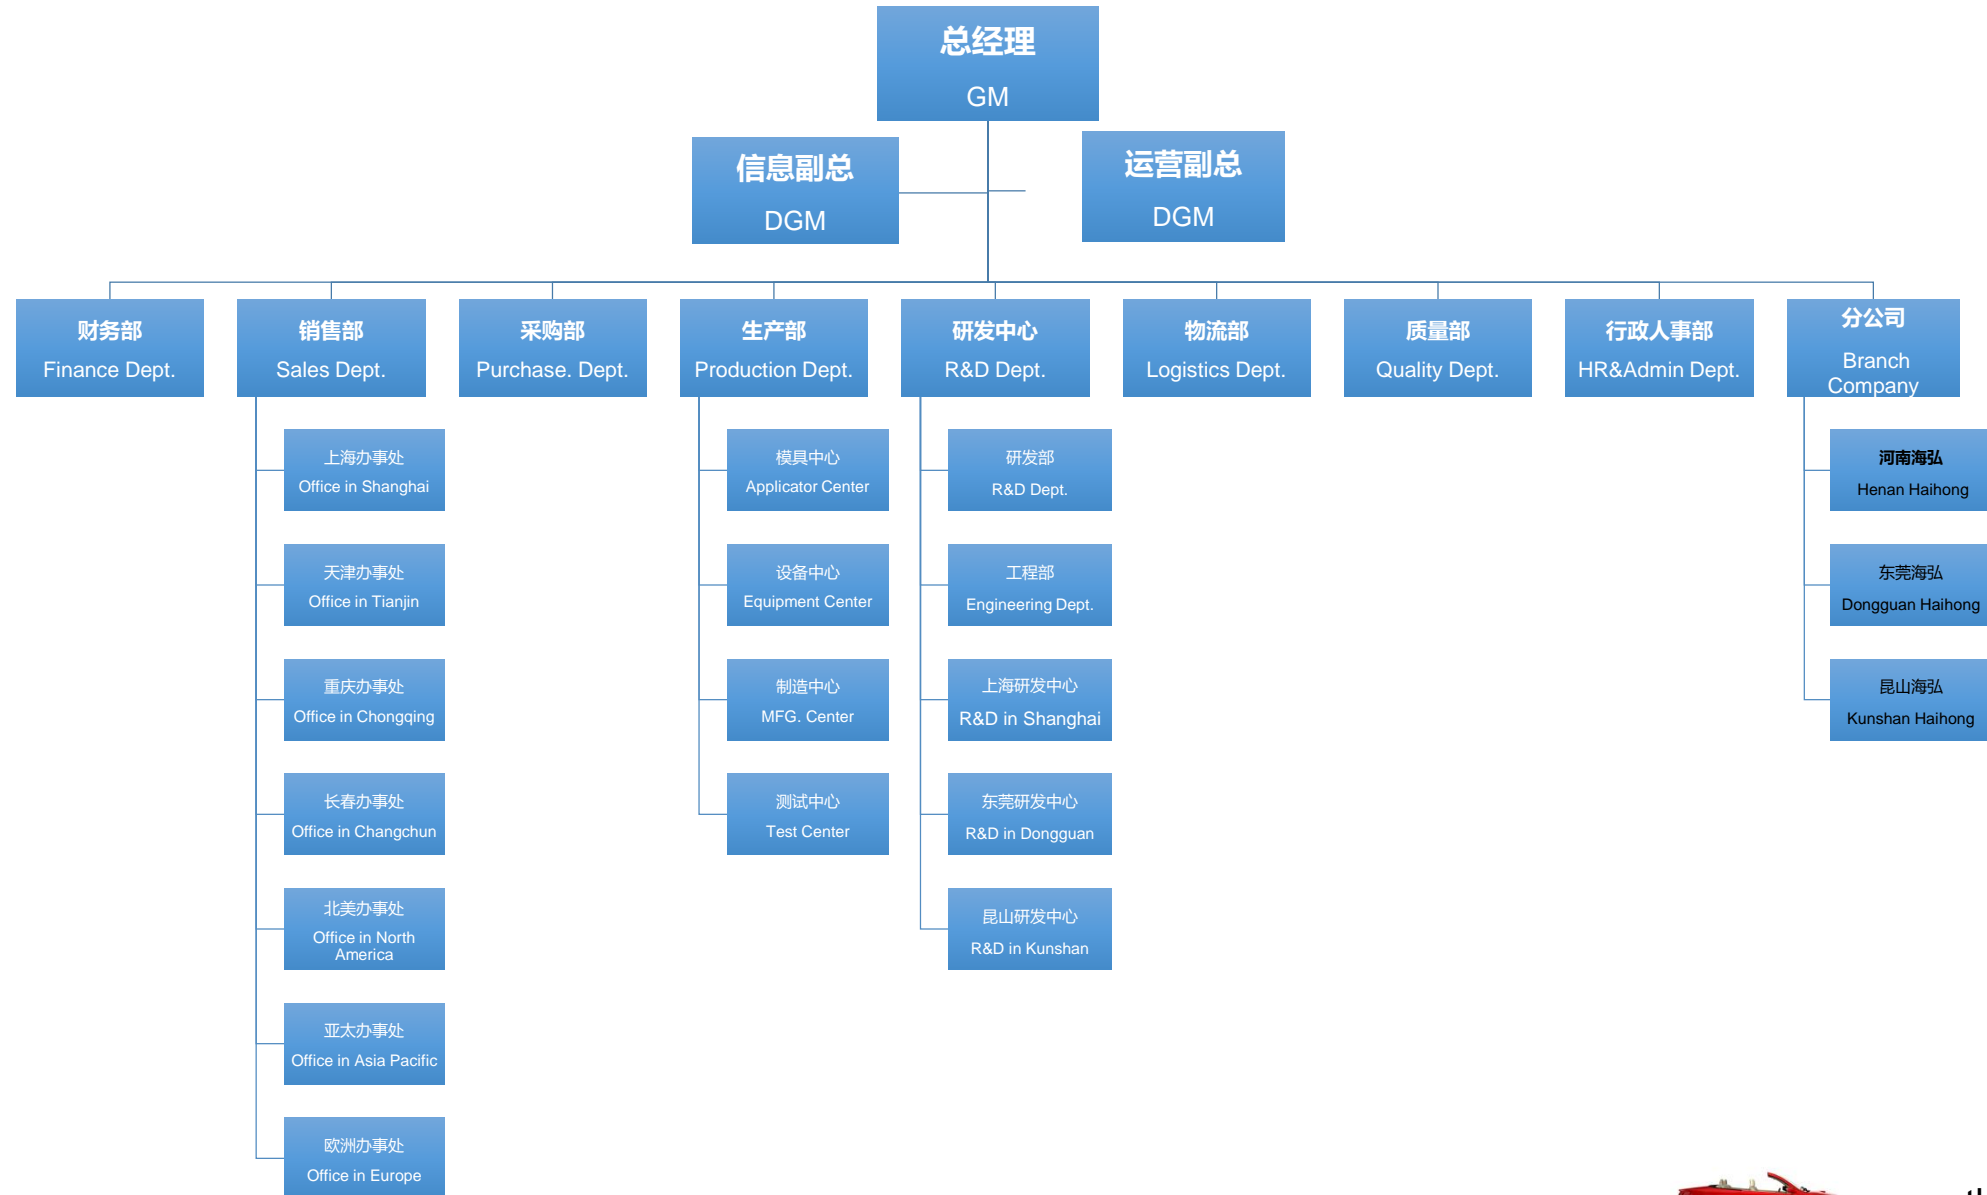 总经理
GM
信息副总
DGM
运营副总
DGM
财务部
Finance Dept.
销售部
Sales Dept.
采购部
Purchase. Dept.
生产部
Production Dept.
研发中心
R&D Dept.
物流部
Logistics Dept.
质量部
Quality Dept.
行政人事部
HR&Admin Dept.
分公司
Branch
Company
上海办事处
Office in Shanghai
天津办事处
Office in Tianjin
重庆办事处
Office in Chongqing
长春办事处
Office in Changchun
北美办事处
Office in North
America
亚太办事处
Office in Asia Pacific
欧洲办事处
Office in Europe
模具中心
Applicator Center
设备中心
Equipment Center
制造中心
MFG. Center
测试中心
Test Center
研发部
R&D Dept.
工程部
Engineering Dept.
上海研发中心
R&D in Shanghai
东莞研发中心
R&D in Dongguan
昆山研发中心
R&D in Kunshan
河南海弘
Henan Haihong
东莞海弘
Dongguan Haihong
昆山海弘
Kunshan Haihong